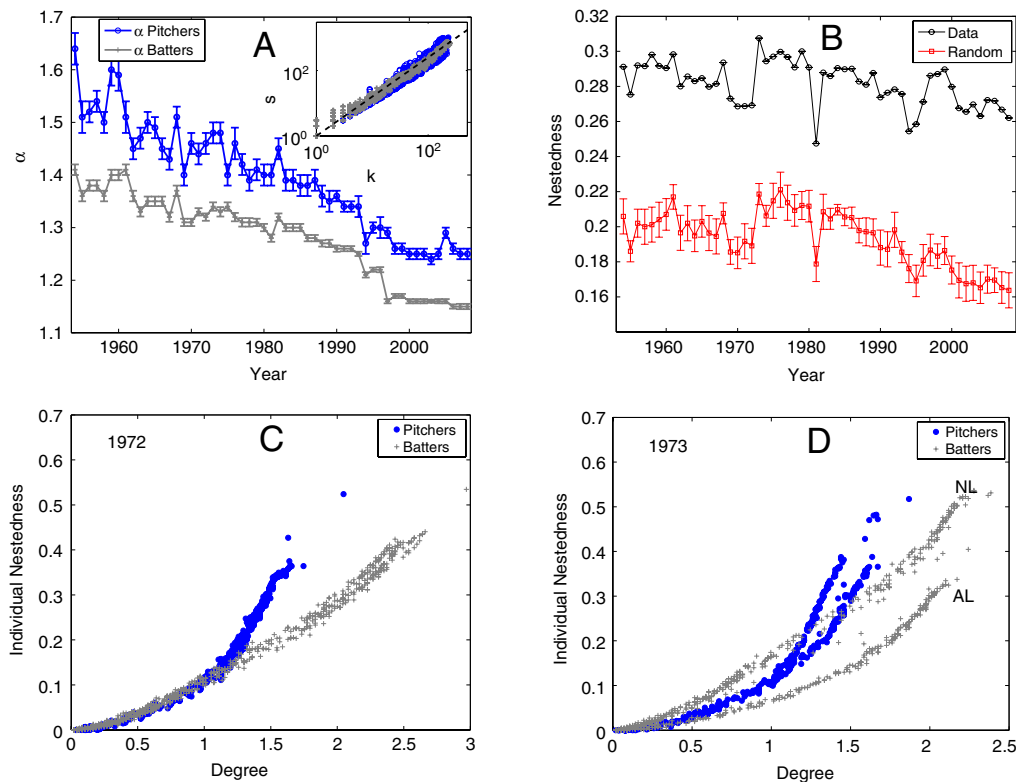 A
α Pitchers
α Batters
1.7
1.6
1.5
1.4
1.3
1.2
1.1
α
1960
1970
1980
1990
2000
Year
s
10²
10⁰
10⁰
10²
k
B
Data
Random
0.32
0.3
0.28
0.26
0.24
0.22
0.2
0.18
0.16
Nestedness
1960
1970
1980
1990
2000
Year
C
1972
Pitchers
Batters
0.7
0.6
0.5
0.4
0.3
0.2
0.1
0
Individual Nestedness
0
0.5
1
1.5
2
2.5
3
Degree
D
1973
Pitchers
Batters
NL
AL
0.7
0.6
0.5
0.4
0.3
0.2
0.1
0
Individual Nestedness
0
0.5
1
1.5
2
2.5
Degree